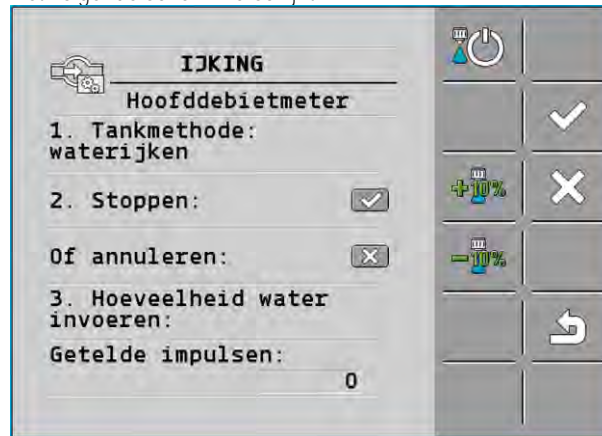 IJKING
Hoofddebietmeter
1. Tankmethode:
waterijken
2. Stoppen:
Of annuleren:
3. Hoeveelheid water
invoeren:
Getelde impulsen:
0
+10%
-10%